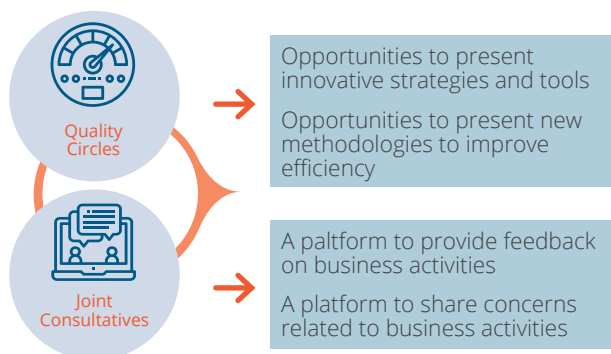 Quality
Circles
Opportunities to present
innovative strategies and tools
Opportunities to present new
methodologies to improve
efficiency
Joint
Consultatives
A paltform to provide feedback
on business activities
A platform to share concerns
related to business activities